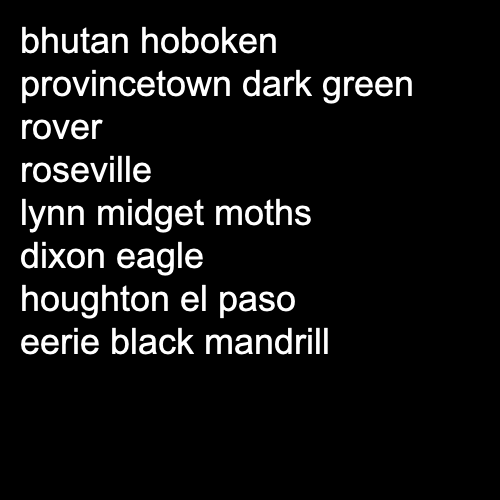 bhutan hoboken
provincetown dark green
rover
roseville
lynn midget moths
dixon eagle
houghton el paso
eerie black mandrill